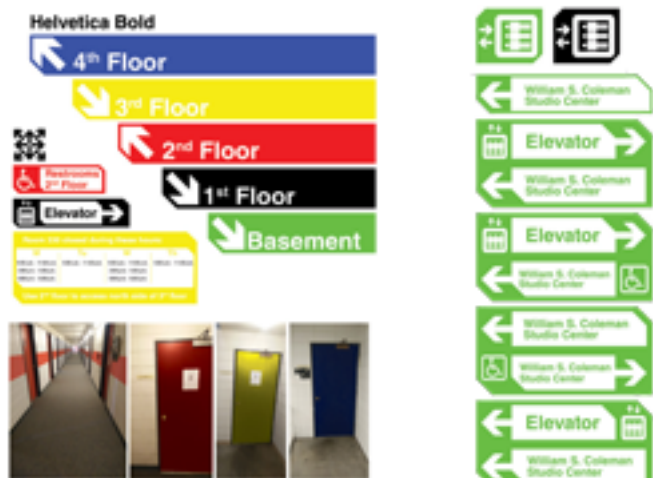 Helvetica Bold
4th Floor
3rd Floor
2nd Floor
1st Floor
Basement
Restrooms
2nd Floor
Elevator
William S. Coleman
Studio Center
Elevator
William S. Coleman
Studio Center
Elevator
William S. Coleman
Studio Center
William S. Coleman
Studio Center
William S. Coleman
Studio Center
Elevator
William S. Coleman
Studio Center